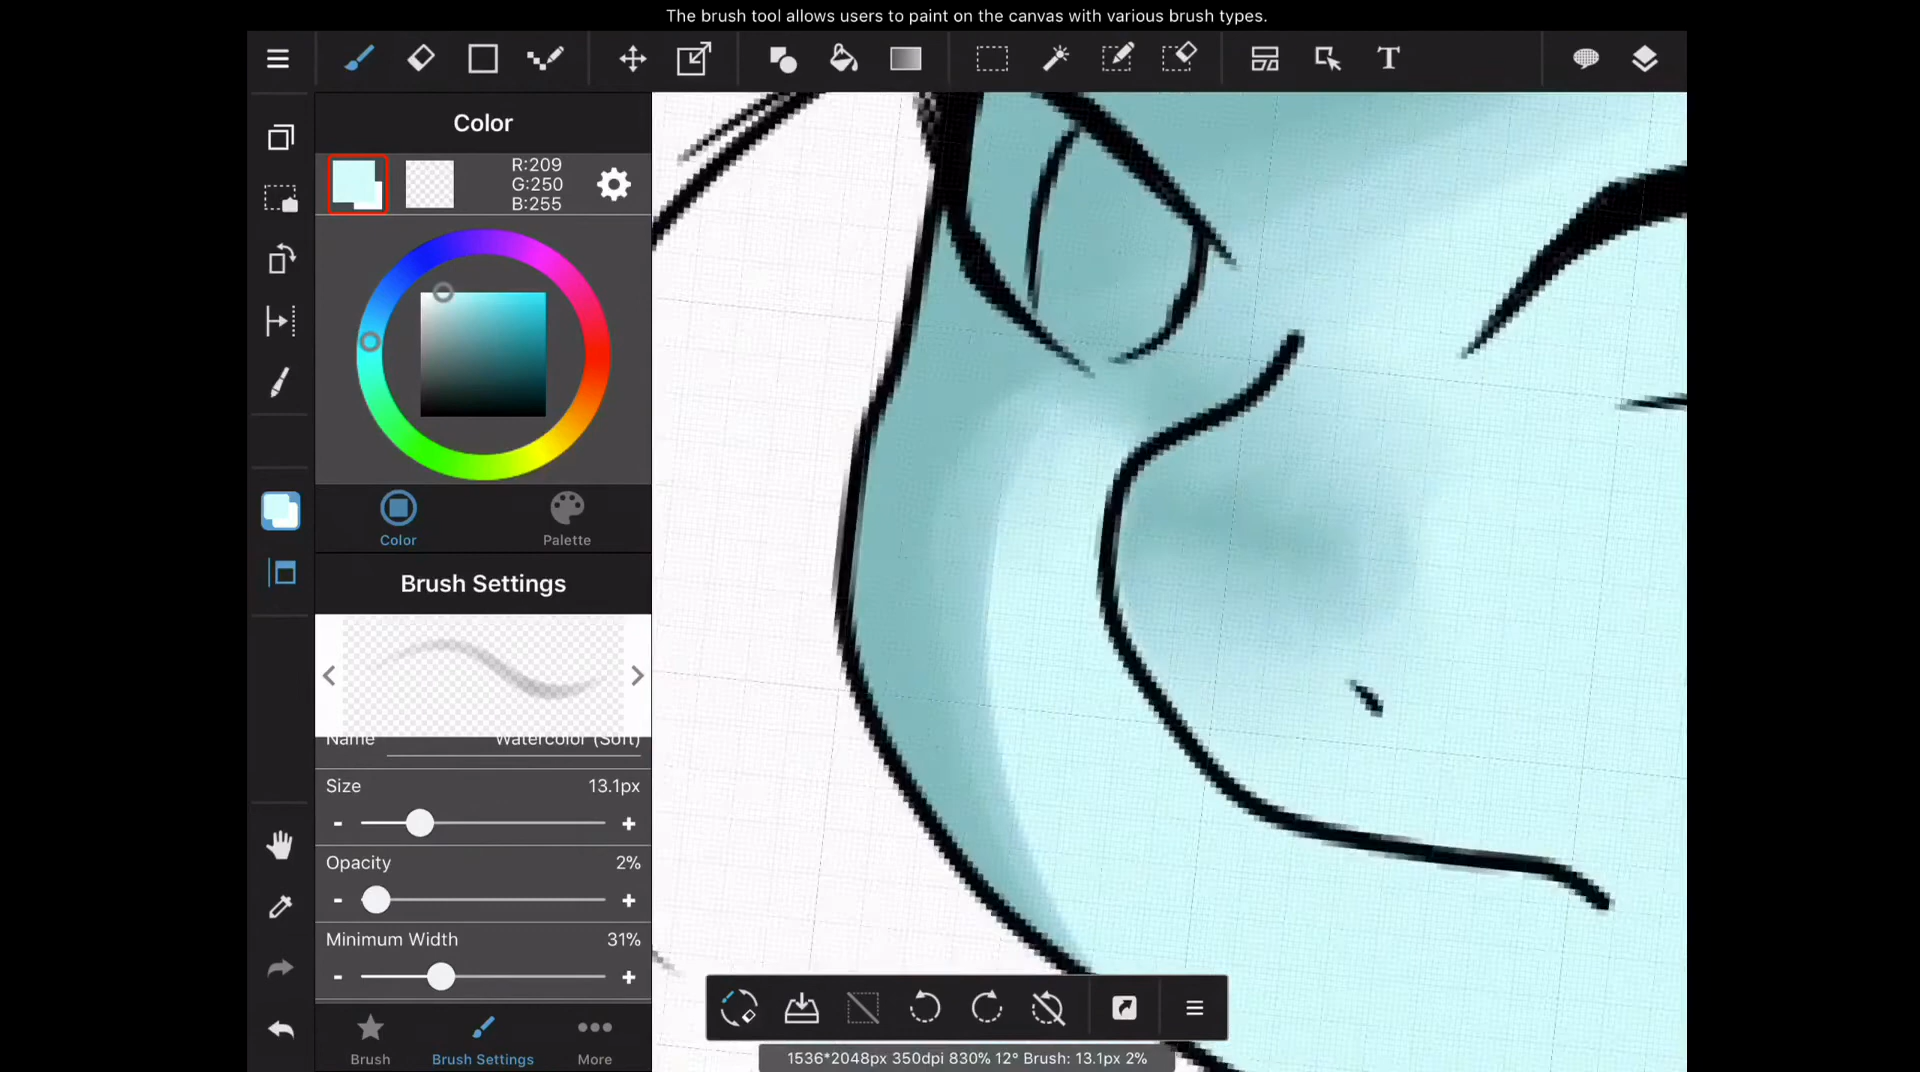 The brush tool allows users to paint on the canvas with various brush types.
T
Color
R:209
G:250
B:255
Color
Palette
Brush Settings
Name
Watercolor (Soft)
Size
13.1px
-
+
Opacity
2%
-
+
Minimum Width
31%
-
+
Brush
Brush Settings
More
1536*2048px 350dpi 830% 12° Brush: 13.1px 2%